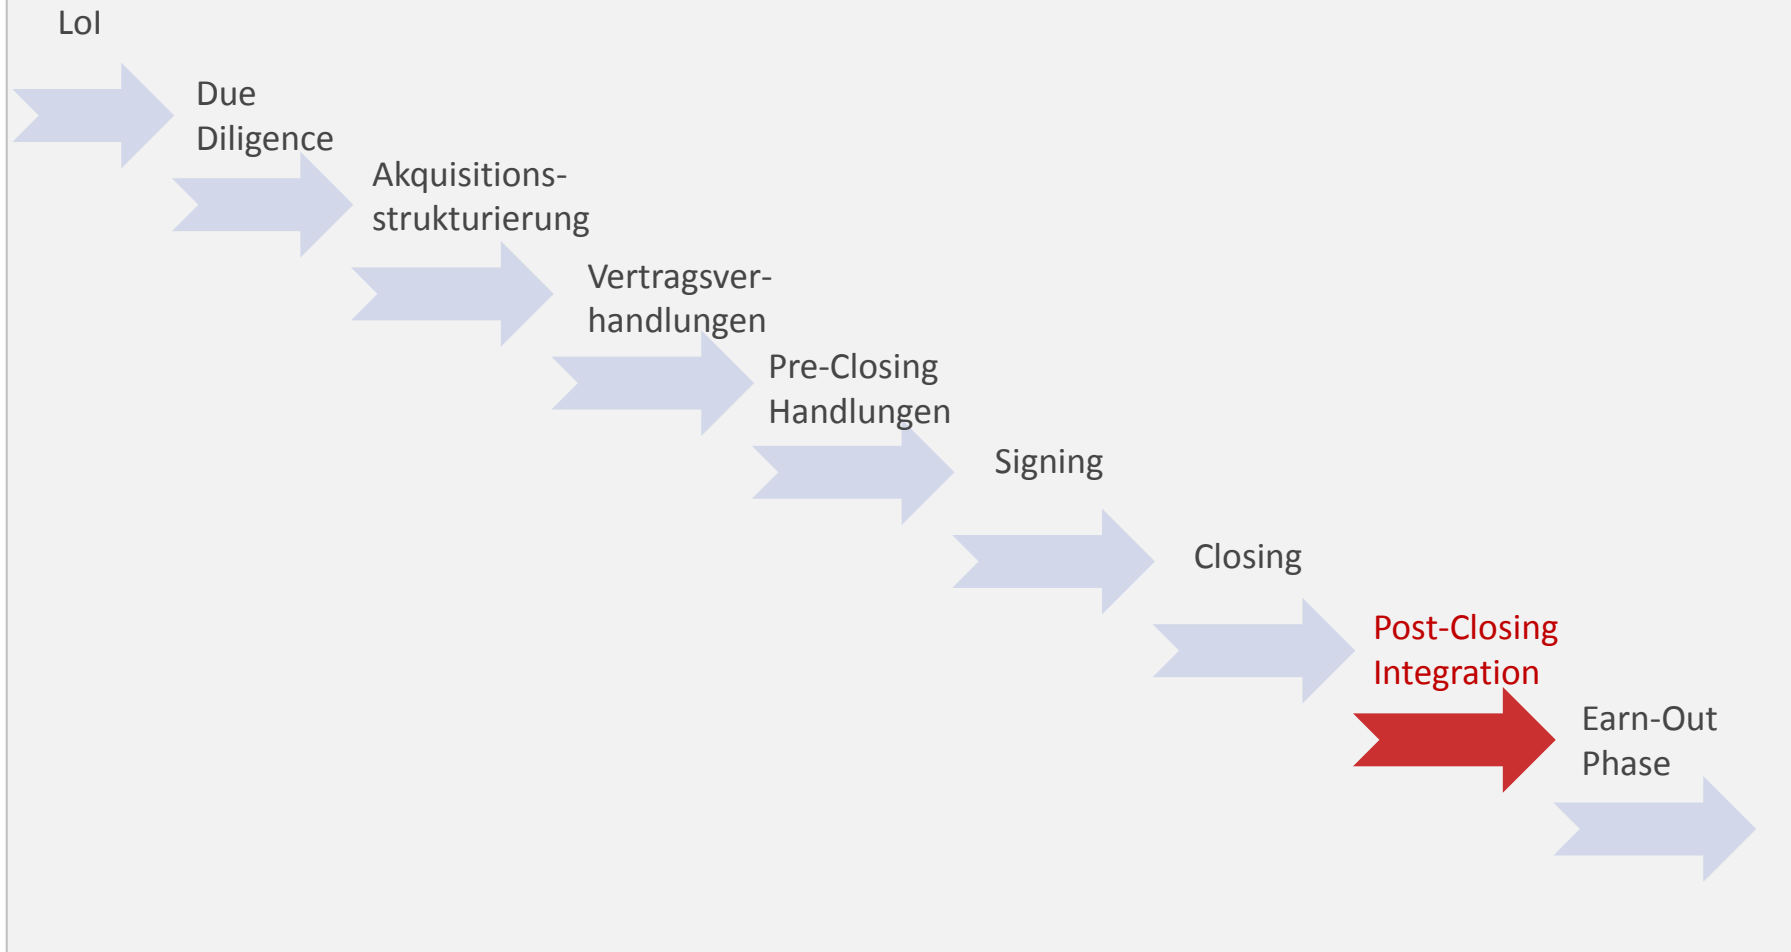 LoI
Due
Diligence
Akquisitions-
strukturierung
Vertragsver-
handlungen
Pre-Closing
Handlungen
Signing
Closing
Post-Closing
Integration
Earn-Out
Phase